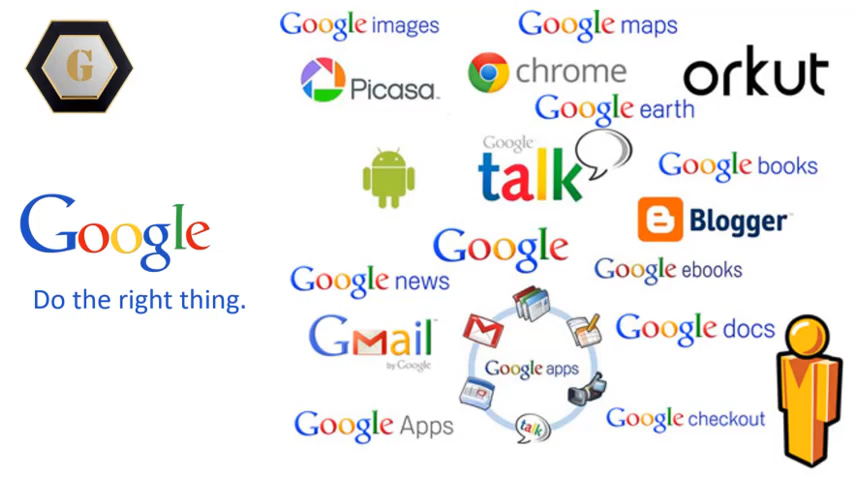 G
Google
Do the right thing.
Google images
Google maps
Picasa
chrome
orkut
Google earth
Google
talk
Google books
Blogger
Google
Google ebooks
Google news
Gmail
by Google
Google docs
Google apps
talk
Google Apps
Google checkout